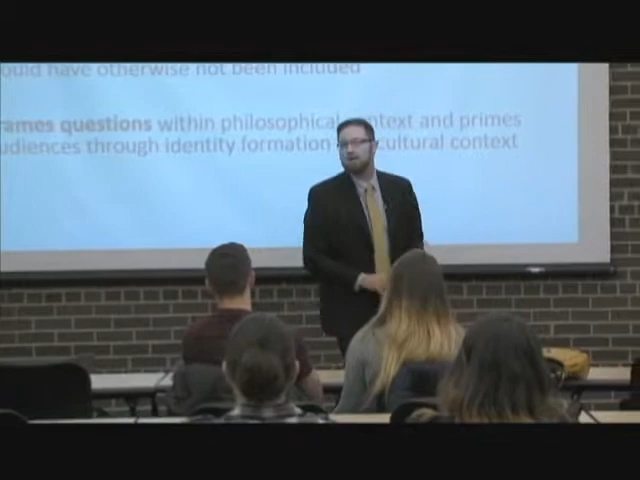 ould have otherwise not been included
rames questions within philosophical context and primes
udiences through identity formation cultural context